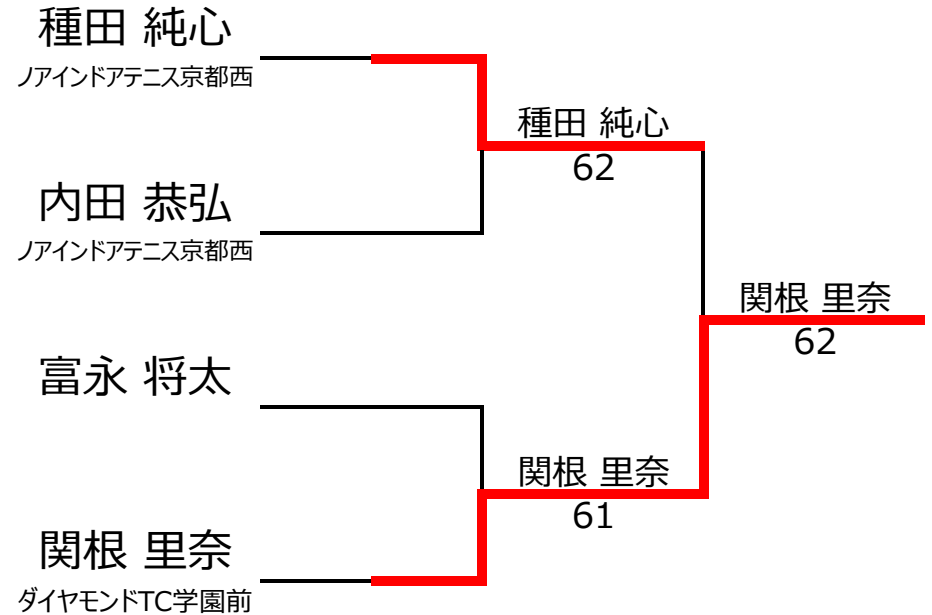 種田 純心
ノアインドアテニス京都西
種田 純心
62
内田 恭弘
ノアインドアテニス京都西
関根 里奈
62
富永 将太
関根 里奈
61
関根 里奈
ダイヤモンドTC学園前